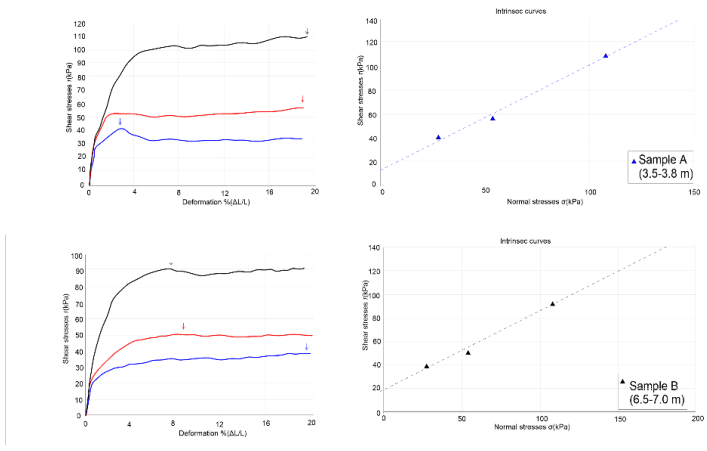 Intrinsec curves
Shear stresses τ(kPa)
120
110
100
90
80
70
60
50
40
30
20
10
0
0 4 8 12 16 20
Deformation %(ΔL/L)
Shear stresses τ(kPa)
140
120
100
80
60
40
20
0
0 50 100 150
Normal stresses σ(kPa)
Sample A
(3.5-3.8 m)
Intrinsec curves
Shear stresses τ(kPa)
100
90
80
70
60
50
40
30
20
10
0
0 4 8 16 20
Deformation %(ΔL/L)
Shear stresses τ(kPa)
140
120
100
80
60
40
20
0
0 50 100 150 200
Normal stresses σ(kPa)
Sample B
(6.5-7.0 m)